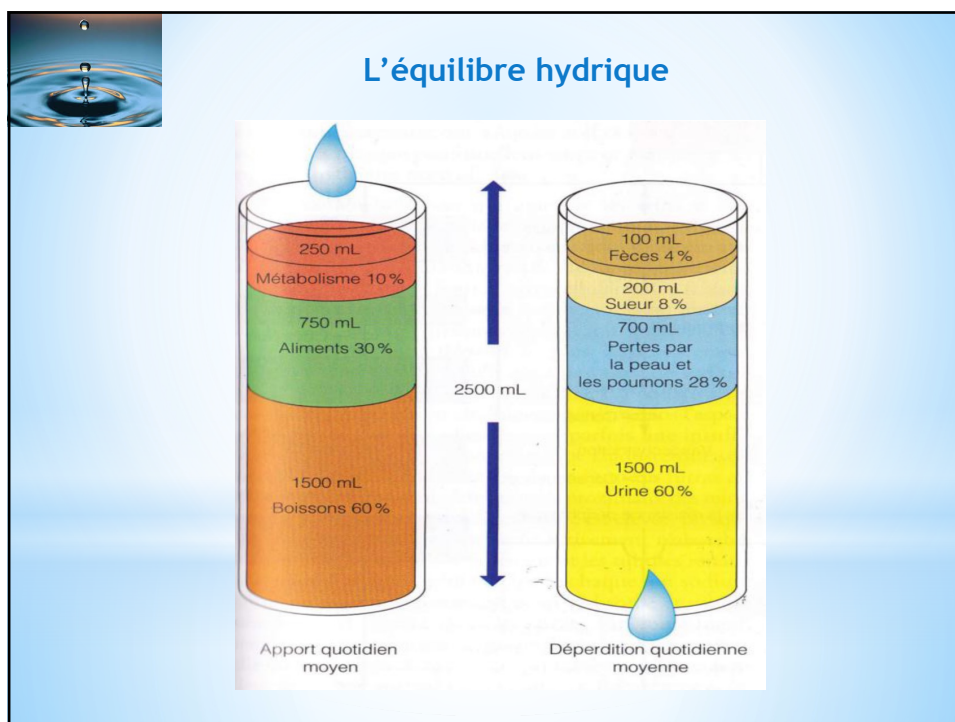 L'équilibre hydrique
250 mL
Métabolisme 10 %
750 mL
Aliments 30 %
1500 mL
Boissons 60 %
Apport quotidien
moyen
2500 mL
100 mL
Fèces 4 %
200 mL
Sueur 8 %
700 mL
Pertes par
la peau et
les poumons 28 %
1500 mL
Urine 60 %
Déperdition quotidienne
moyenne